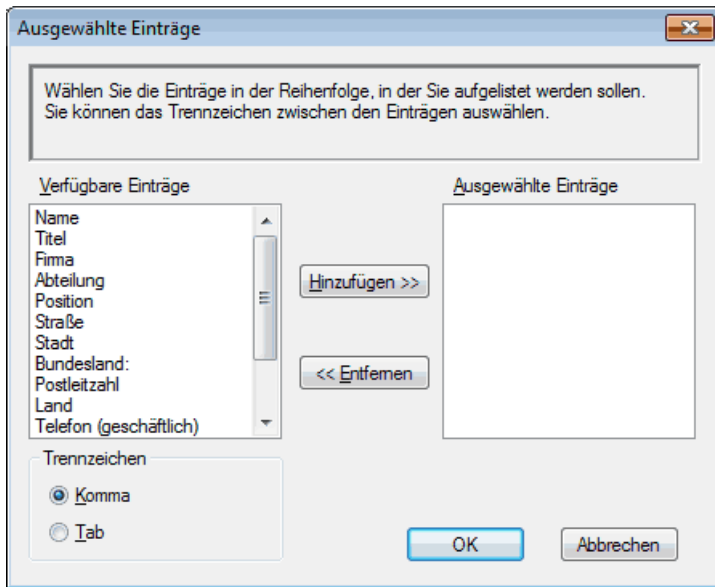 Ausgewählte Einträge
Wählen Sie die Einträge in der Reihenfolge, in der Sie aufgelistet werden sollen.
Sie können das Trennzeichen zwischen den Einträgen auswählen.
Verfügbare Einträge
Name
Titel
Firma
Abteilung
Position
Straße
Stadt
Bundesland:
Postleitzahl
Land
Telefon (geschäftlich)
Hinzufügen >>
<< Entfernen
Ausgewählte Einträge
Trennzeichen
Komma
Tab
OK
Abbrechen